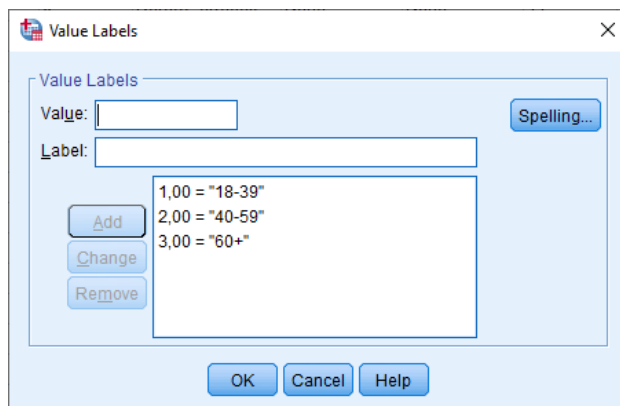 Value Labels
Value Labels
Value:
Spelling...
Label:
1,00 = "18-39"
2,00 = "40-59"
3,00 = "60+"
Add
Change
Remove
OK Cancel Help